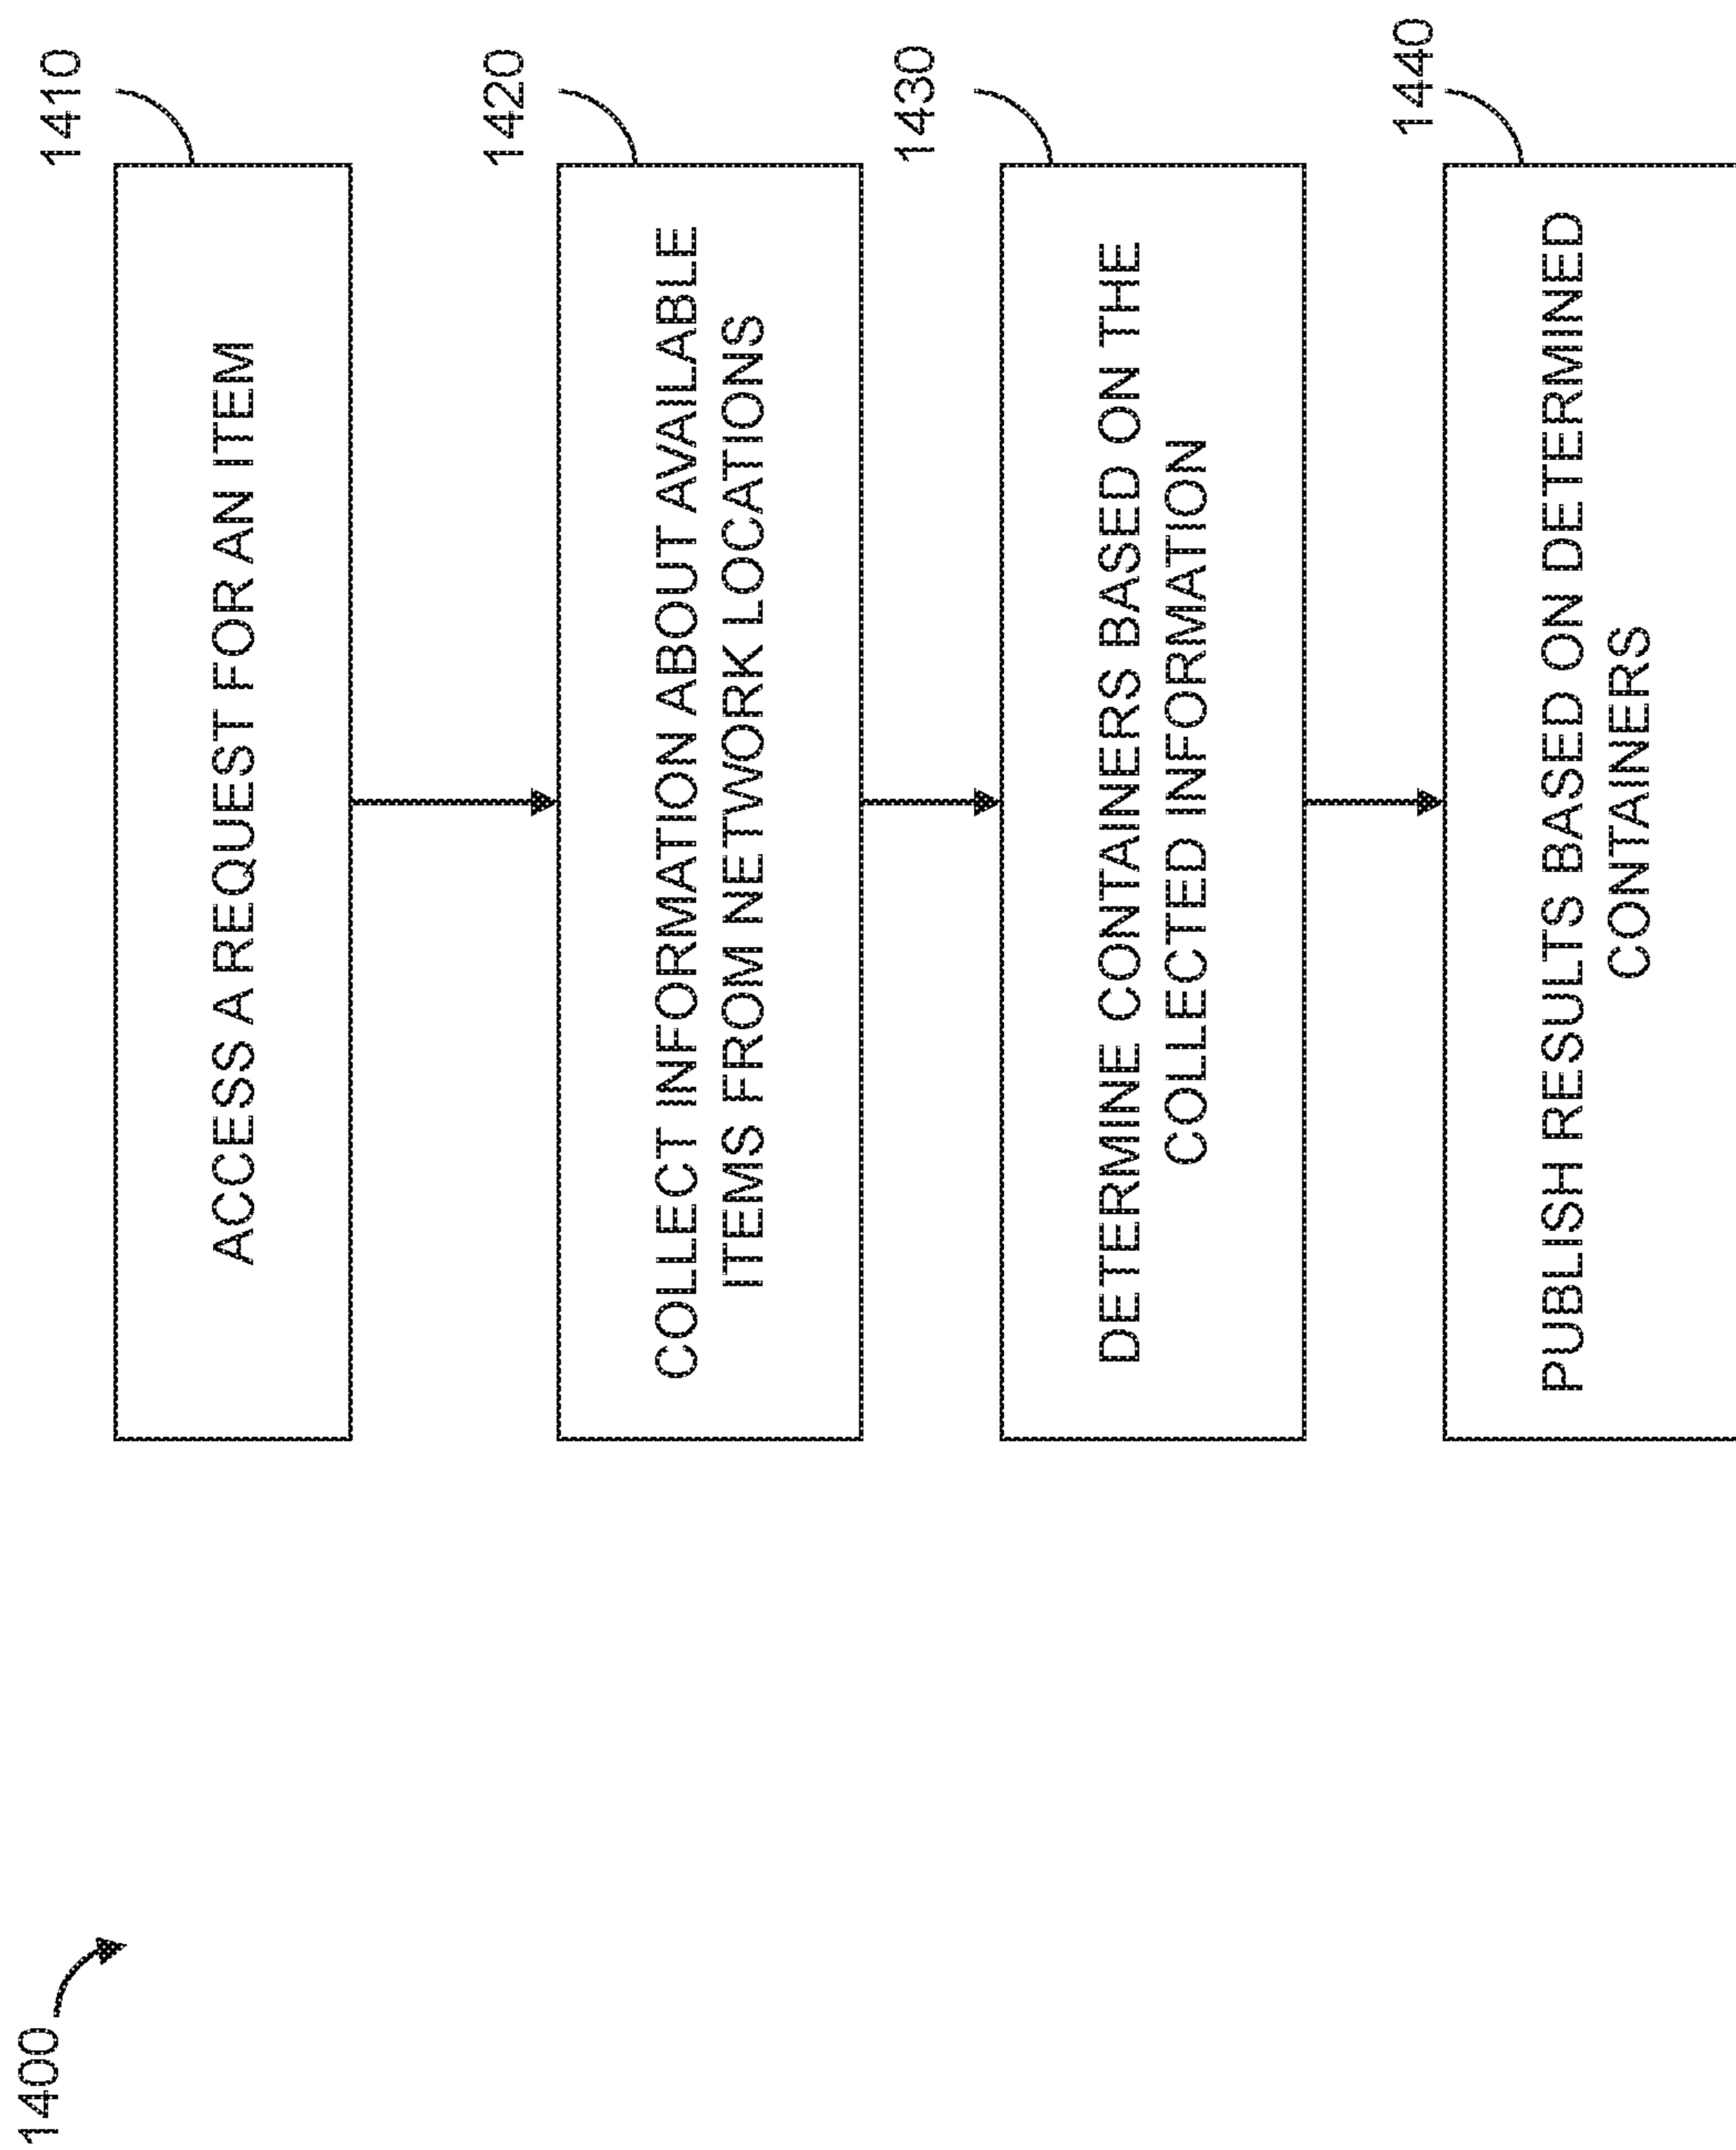 1400
1410
ACCESS A REQUEST FOR AN ITEM
1420
COLLECT INFORMATION ABOUT AVAILABLE
ITEMS FROM NETWORK LOCATIONS
1430
DETERMINE CONTAINERS BASED ON THE
COLLECTED INFORMATION
1440
PUBLISH RESULTS BASED ON DETERMINED
CONTAINERS